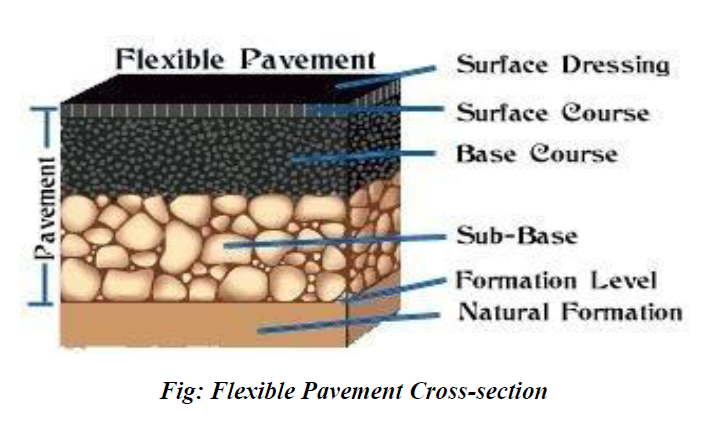 Flexible Pavement
Surface Dressing
Surface Course
Base Course
Pavement
Sub-Base
Formation Level
Natural Formation
Fig: Flexible Pavement Cross-section